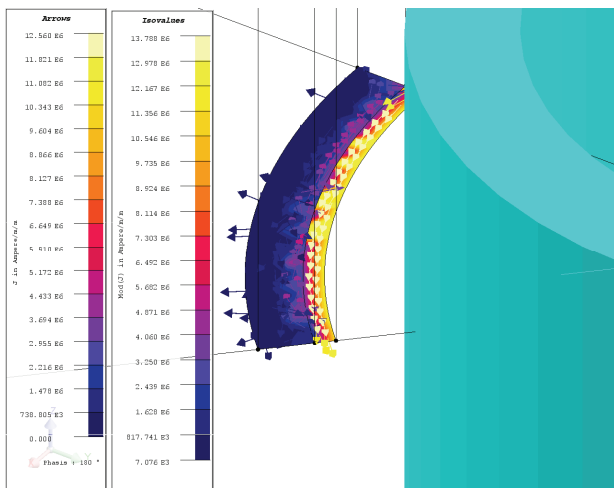 Arrows
12.560 E6
11.821 E6
11.082 E6
10.343 E6
9.604 E6
8.866 E6
8.127 E6
7.388 E6
6.649 E6
5.910 E6
5.172 E6
4.433 E6
3.694 E6
2.955 E6
2.216 E6
1.478 E6
738.805 E3
0.000
J in Ampere/m/m
Phasis : 180 °
Isovalues
13.788 E6
12.978 E6
12.167 E6
11.356 E6
10.546 E6
9.735 E6
8.924 E6
8.114 E6
7.303 E6
6.492 E6
5.682 E6
4.871 E6
4.060 E6
3.250 E6
2.439 E6
1.628 E6
817.741 E3
7.076 E3
Mod(J) in Ampere/m/m